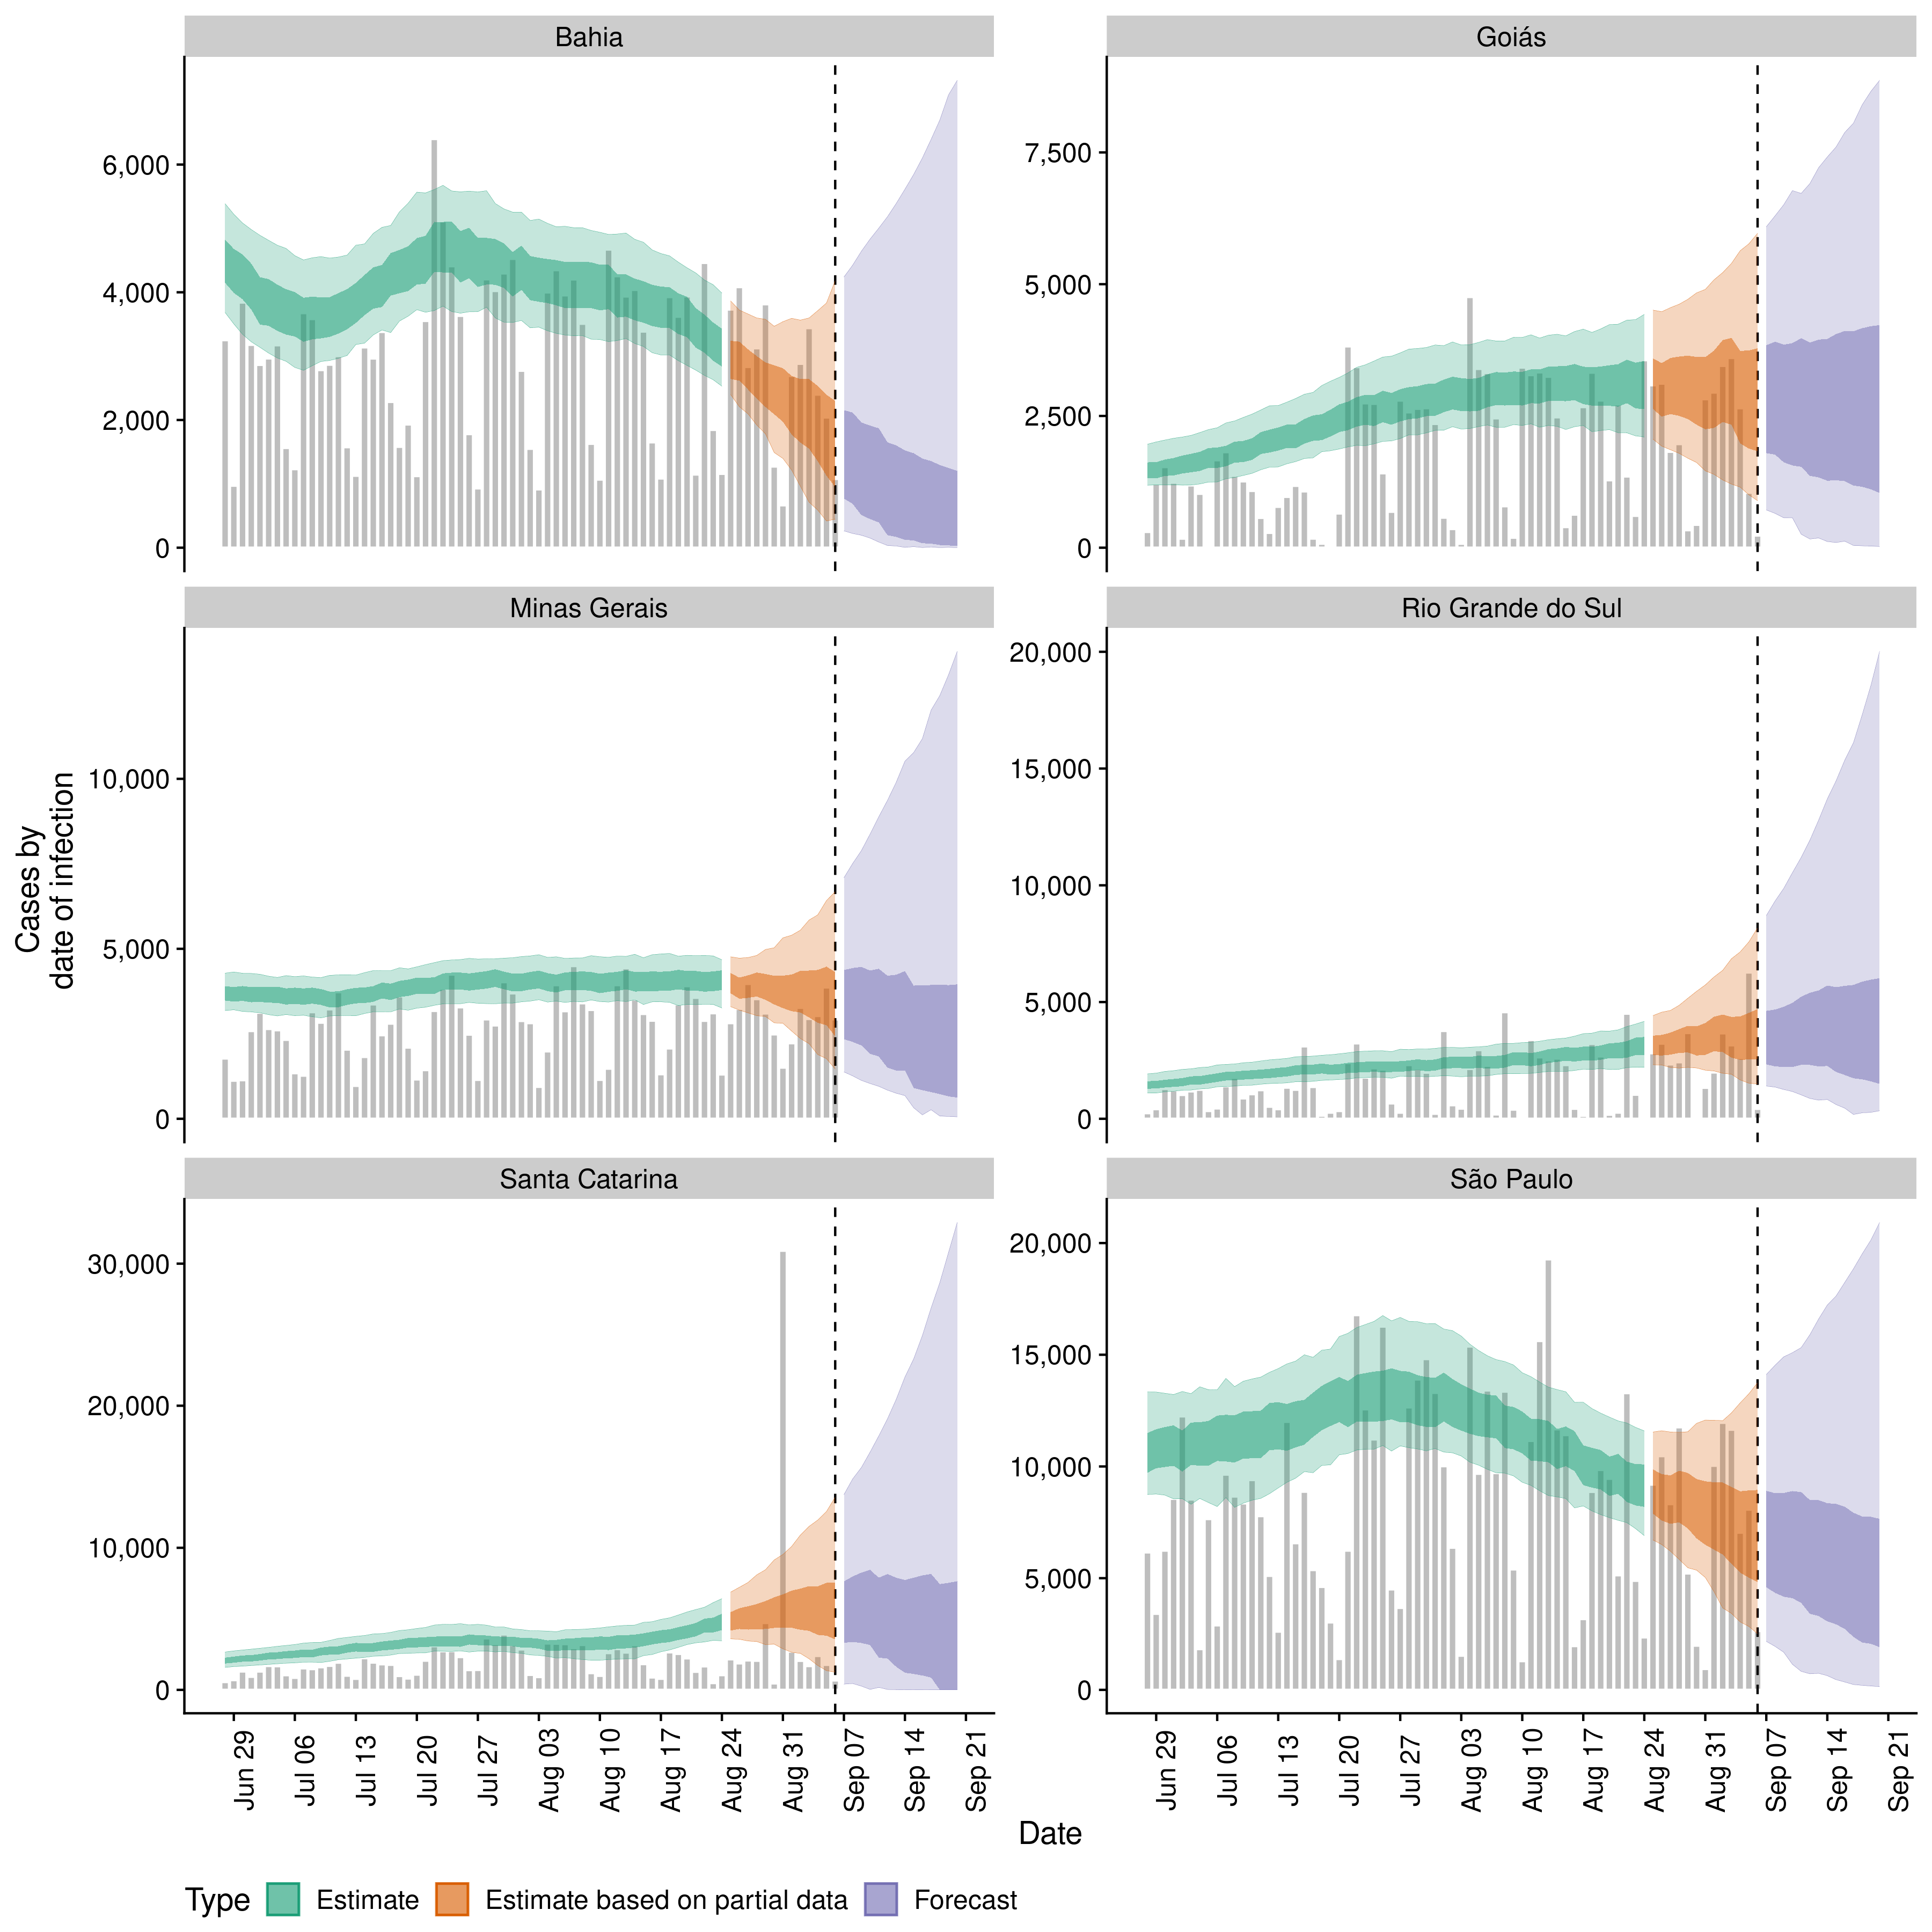 Bahia
Goiás
6,000
4,000
2,000
0
7,500
5,000
2,500
0
Minas Gerais
Rio Grande do Sul
10,000
5,000
0
20,000
15,000
10,000
5,000
0
Cases by
date of infection
Santa Catarina
São Paulo
30,000
20,000
10,000
0
20,000
15,000
10,000
5,000
0
Jun 29
Jul 06
Jul 13
Jul 20
Jul 27
Aug 03
Aug 10
Aug 17
Aug 24
Aug 31
Sep 07
Sep 14
Sep 21
Jun 29
Jul 06
Jul 13
Jul 20
Jul 27
Aug 03
Aug 10
Aug 17
Aug 24
Aug 31
Sep 07
Sep 14
Sep 21
Date
Type Estimate Estimate based on partial data Forecast